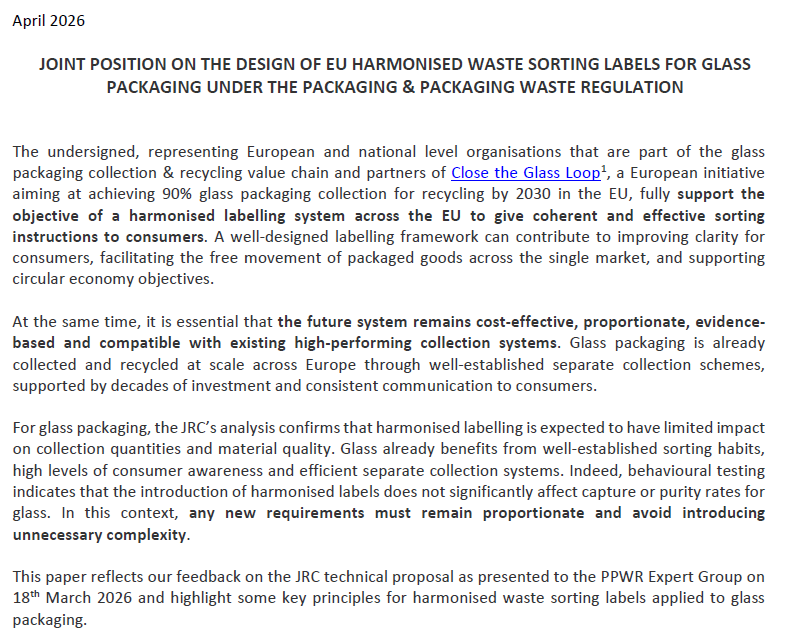 April 2026
JOINT POSITION ON THE DESIGN OF EU HARMONISED WASTE SORTING LABELS FOR GLASS
PACKAGING UNDER THE PACKAGING & PACKAGING WASTE REGULATION
The undersigned, representing European and national level organisations that are part of the glass
packaging collection & recycling value chain and partners of Close the Glass Loop¹, a European initiative
aiming at achieving 90% glass packaging collection for recycling by 2030 in the EU, fully support the
objective of a harmonised labelling system across the EU to give coherent and effective sorting
instructions to consumers. A well-designed labelling framework can contribute to improving clarity for
consumers, facilitating the free movement of packaged goods across the single market, and supporting
circular economy objectives.
At the same time, it is essential that the future system remains cost-effective, proportionate, evidence-
based and compatible with existing high-performing collection systems. Glass packaging is already
collected and recycled at scale across Europe through well-established separate collection schemes,
supported by decades of investment and consistent communication to consumers.
For glass packaging, the JRC’s analysis confirms that harmonised labelling is expected to have limited impact
on collection quantities and material quality. Glass already benefits from well-established sorting habits,
high levels of consumer awareness and efficient separate collection systems. Indeed, behavioural testing
indicates that the introduction of harmonised labels does not significantly affect capture or purity rates for
glass. In this context, any new requirements must remain proportionate and avoid introducing
unnecessary complexity.
This paper reflects our feedback on the JRC technical proposal as presented to the PPWR Expert Group on
18th March 2026 and highlight some key principles for harmonised waste sorting labels applied to glass
packaging.